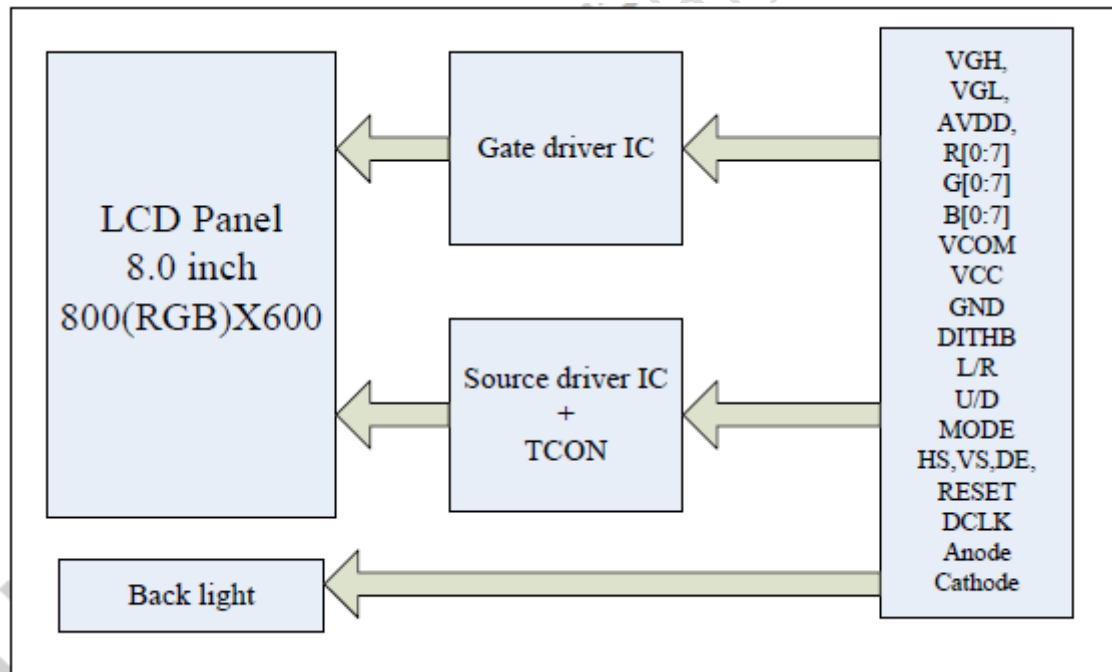 LCD Panel
8.0 inch
800(RGB)X600
Gate driver IC
Source driver IC
+
TCON
Back light
VGH,
VGL,
AVDD,
R[0:7]
G[0:7]
B[0:7]
VCOM
VCC
GND
DITHB
L/R
U/D
MODE
HS,VS,DE,
RESET
DCLK
Anode
Cathode